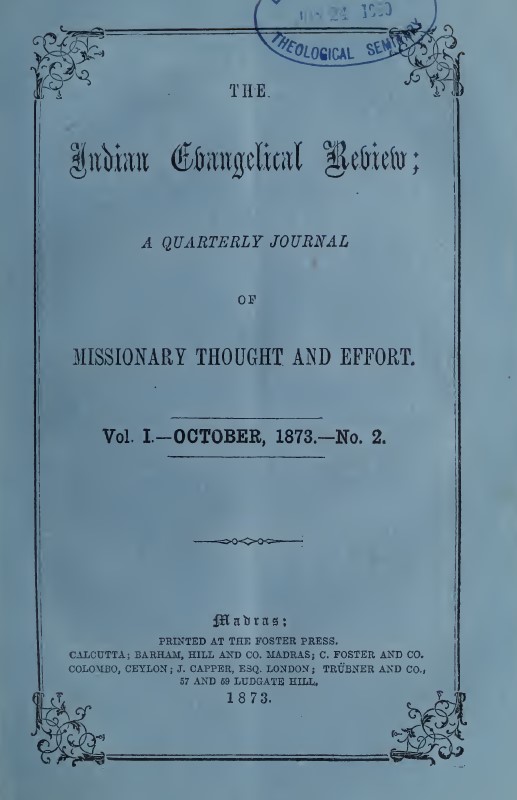 24
THEOLOGICAL SEMINARY
THE
Indian Evangelical Review;
A QUARTERLY JOURNAL
OF
MISSIONARY THOUGHT AND EFFORT.
Vol. I.—OCTOBER, 1873.—No. 2.
Madras:
PRINTED AT THE FOSTER PRESS.
CALCUTTA; BARHAM, HILL AND CO. MADRAS; C. FOSTER AND CO.
COLOMBO, CEYLON; J. CAPPER, ESQ. LONDON; TRÜBNER AND CO.,
57 AND 59 LUDGATE HILL.
1873.